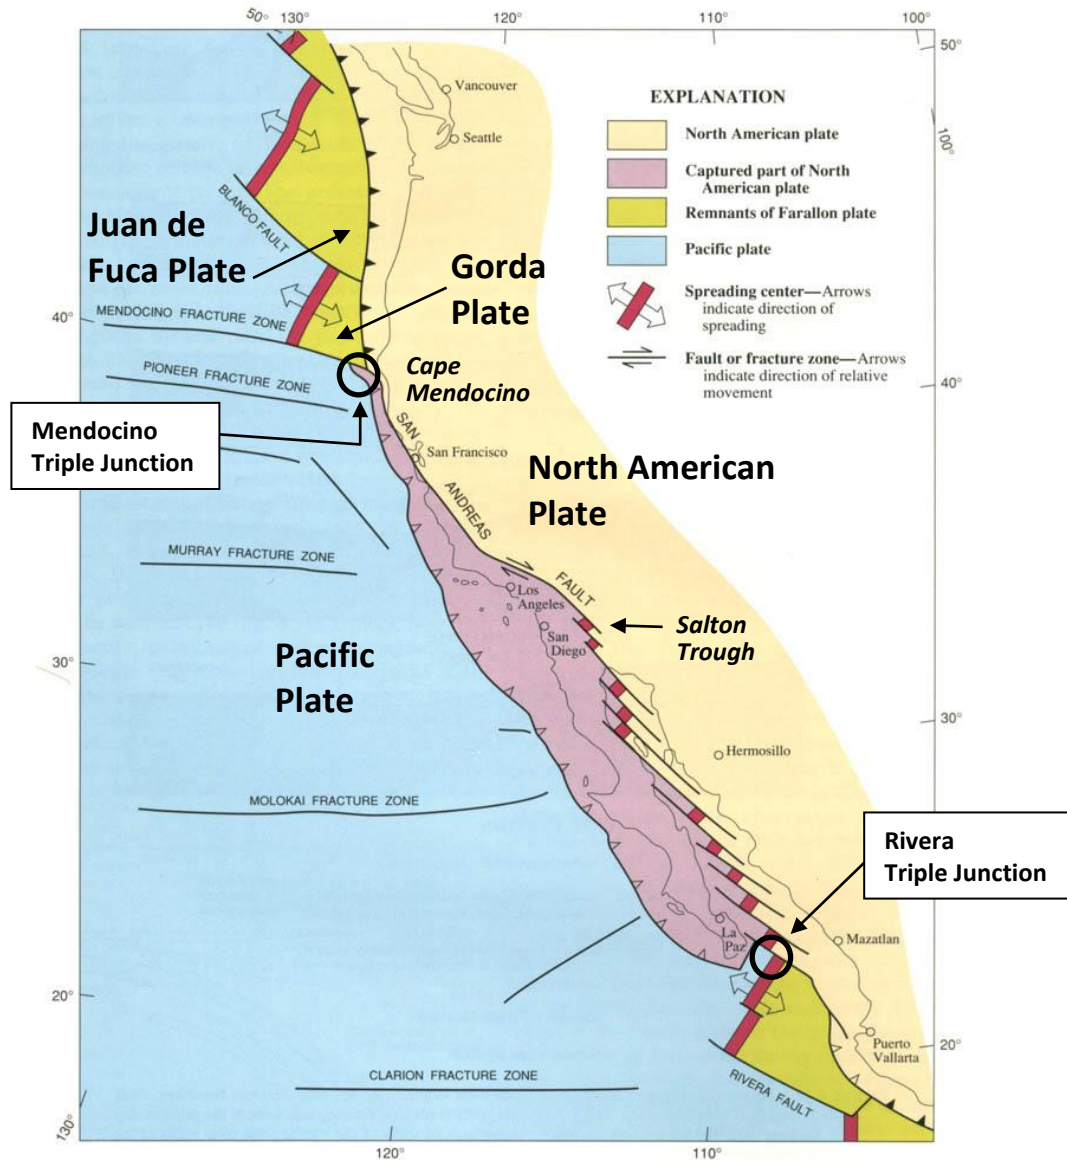 50°
130°
120°
110°
100°
50°
Vancouver
Seattle
EXPLANATION
North American plate
100°
Captured part of North
American plate
Remnants of Farallon plate
Pacific plate
Spreading center—Arrows
indicate direction of
spreading
Fault or fracture zone—Arrows
indicate direction of relative
movement
BLANCO FAULT
Juan de
Fuca Plate
Gorda
Plate
40°
MENDOCINO FRACTURE ZONE
PIONEER FRACTURE ZONE
Cape
Mendocino
40°
Mendocino
Triple Junction
SAN ANDREAS FAULT
San Francisco
North American
Plate
MURRAY FRACTURE ZONE
Los
Angeles
San
Diego
Salton
Trough
Pacific
Plate
30°
30°
Hermosillo
MOLOKAI FRACTURE ZONE
Rivera
Triple Junction
La
Paz
Mazatlan
20°
20°
Puerto
Vallarta
CLARION FRACTURE ZONE
RIVERA FAULT
130°
120°
110°